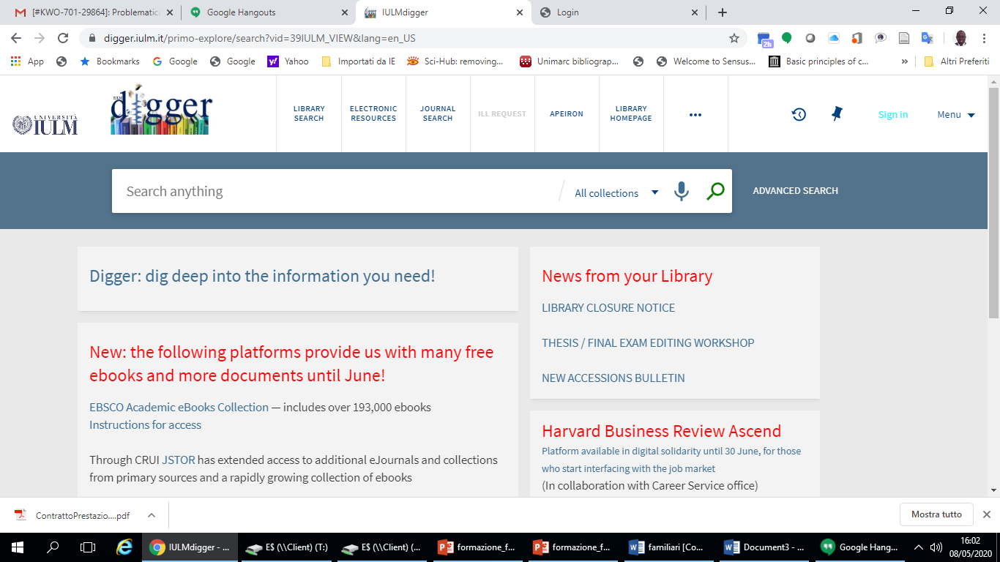 [#KWO-701-29864]: Problematic
Google Hangouts
IULMdigger
Login
digger.iulm.it/primo-explore/search?vid=39IULM_VIEW&lang=en_US
2h
App
Bookmarks
Google
Google
Yahoo
Importati da IE
Sci-Hub: removing...
Unimarc bibliograp...
Welcome to Sensus...
Basic principles of c...
»
Altri Preferiti
UNIVERSITÀ
IULM
IULM
digger
LIBRARY
SEARCH
ELECTRONIC
RESOURCES
JOURNAL
SEARCH
ILL REQUEST
APEIRON
LIBRARY
HOMEPAGE
Sign in
Menu
Search anything
All collections
ADVANCED SEARCH
Digger: dig deep into the information you need!
New: the following platforms provide us with many free
ebooks and more documents until June!
EBSCO Academic eBooks Collection — includes over 193,000 ebooks
Instructions for access
Through CRUI JSTOR has extended access to additional eJournals and collections
from primary sources and a rapidly growing collection of ebooks
News from your Library
LIBRARY CLOSURE NOTICE
THESIS / FINAL EXAM EDITING WORKSHOP
NEW ACCESSIONS BULLETIN
Harvard Business Review Ascend
Platform available in digital solidarity until 30 June, for those
who start interfacing with the job market
(In collaboration with Career Service office)
ContrattoPrestazio....pdf
Mostra tutto
IULMdigger - ...
E$ (\\Client) (T:)
E$ (\\Client) (...
formazione_f...
formazione_f...
familiari [Co...
Document3 - ...
Google Hang...
16:02
08/05/2020